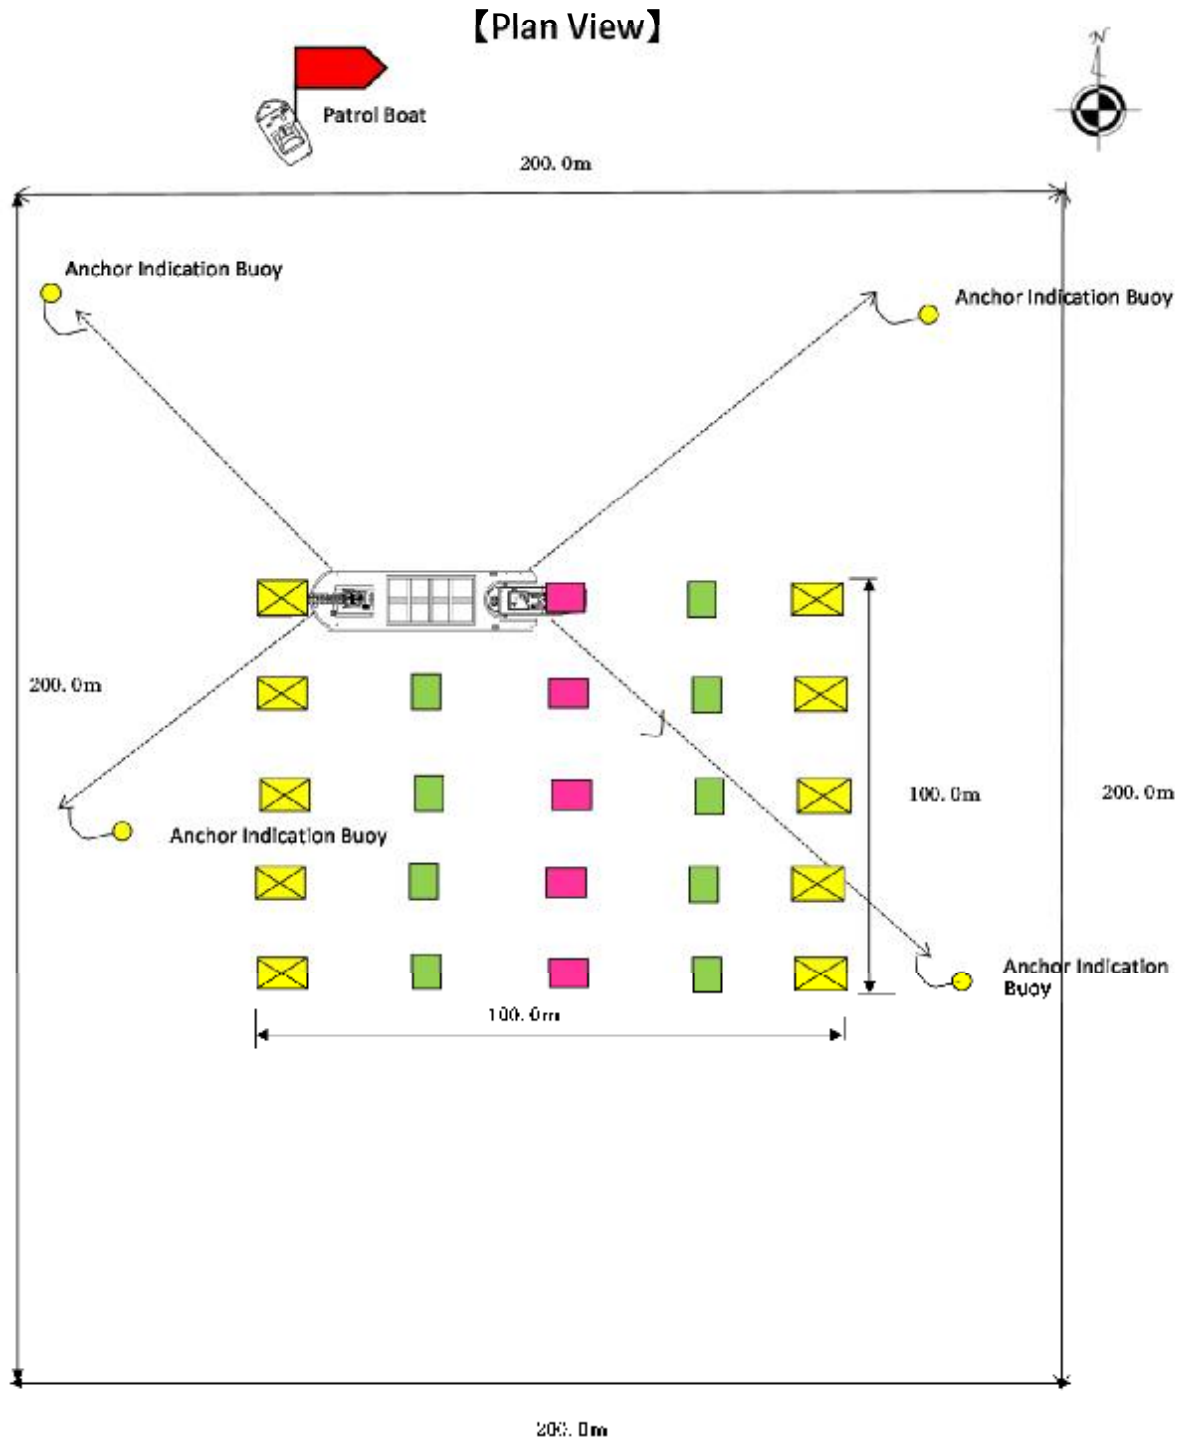 【Plan View】
N
Patrol Boat
200.0m
Anchor Indication Buoy
Anchor Indication Buoy
200.0m
100.0m
200.0m
Anchor Indication Buoy
Anchor Indication
Buoy
100.0m
200.0m